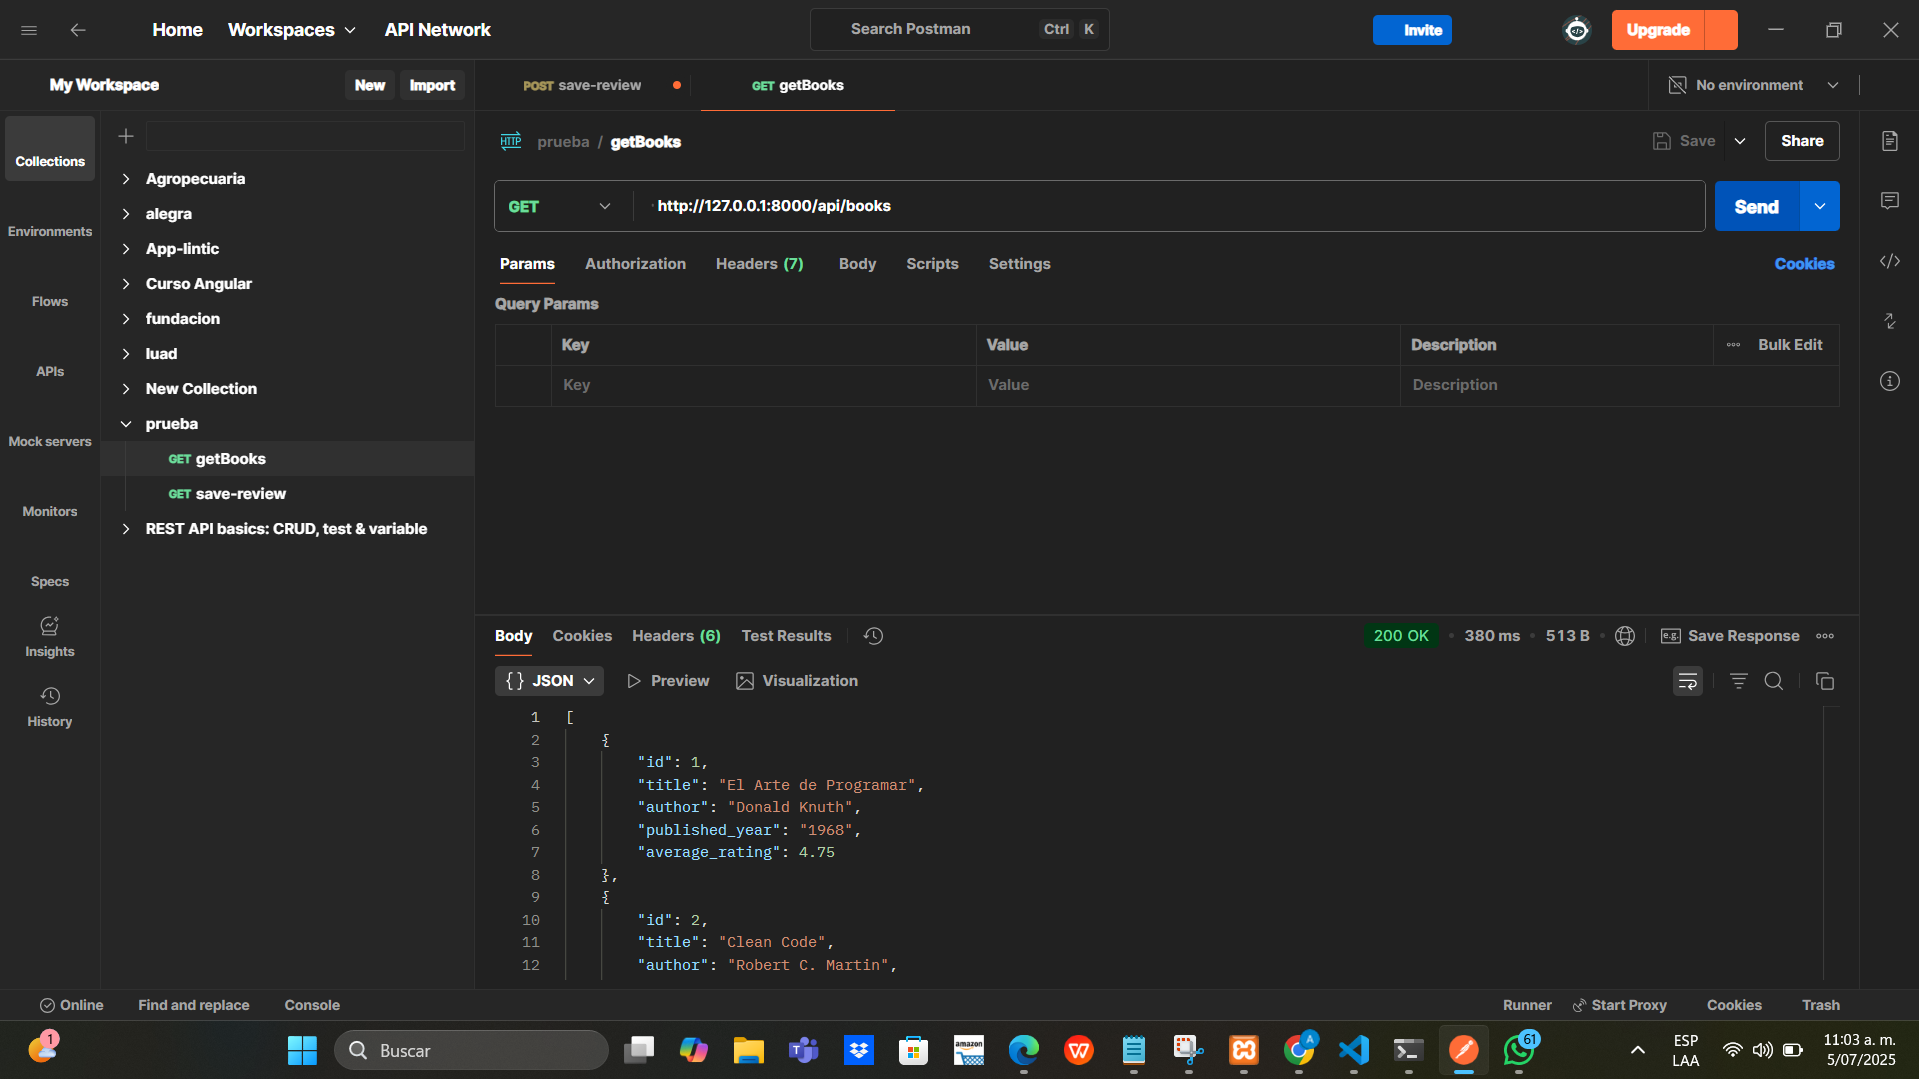 Home Workspaces API Network Search Postman Ctrl K Invite Upgrade
My Workspace New Import POST save-review GET getBooks No environment
HTTP prueba / getBooks Save Share
Collections
Environments
Flows
APIs
Mock servers
Monitors
Specs
Insights
History
Agropecuaria
alegra
App-lintic
Curso Angular
fundacion
luad
New Collection
prueba
GET getBooks
GET save-review
REST API basics: CRUD, test & variable
GET http://127.0.0.1:8000/api/books Send
Params Authorization Headers (7) Body Scripts Settings Cookies
Query Params
Key Value Description Bulk Edit
Key Value Description
Body Cookies Headers (6) Test Results 200 OK 380 ms 513 B e.g. Save Response
{} JSON Preview Visualization
1 [
2 {
3 "id": 1,
4 "title": "El Arte de Programar",
5 "author": "Donald Knuth",
6 "published_year": "1968",
7 "average_rating": 4.75
8 },
9 {
10 "id": 2,
11 "title": "Clean Code",
12 "author": "Robert C. Martin",
Online Find and replace Console Runner Start Proxy Cookies Trash
1 Buscar amazon W A 61 ESP 11:03 a. m.
LAA 5/07/2025